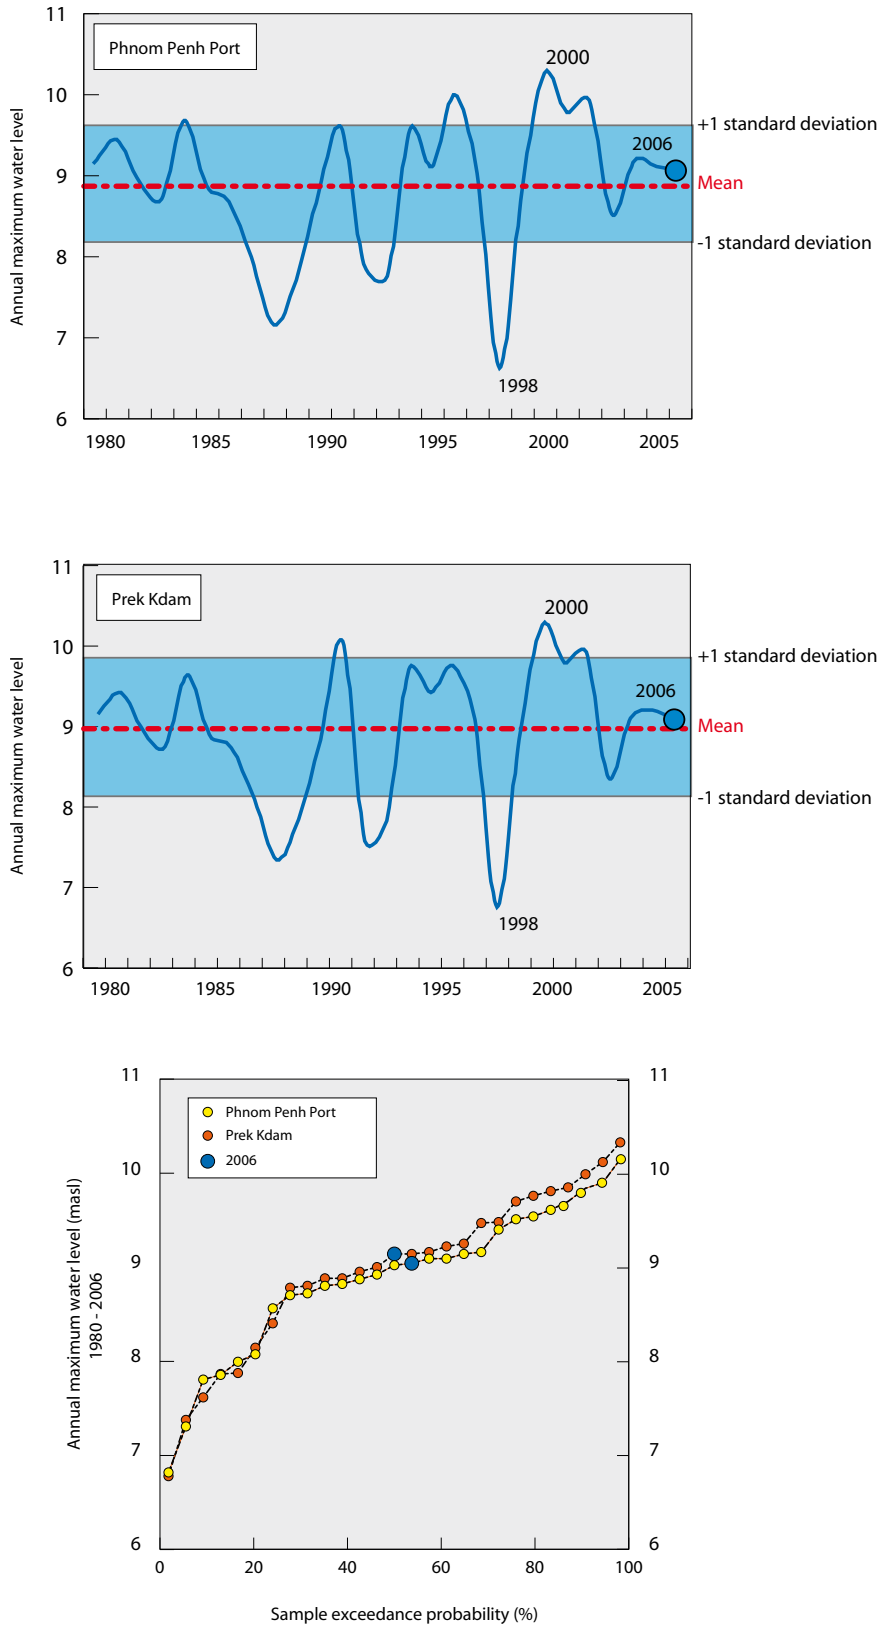 11
Phnom Penh Port
2000
10
+1 standard deviation
2006
9
Mean
-1 standard deviation
8
7
1998
6
1980 1985 1990 1995 2000 2005
Annual maximum water level
11
Prek Kdam
2000
10
+1 standard deviation
2006
9
Mean
8
-1 standard deviation
7
1998
6
1980 1985 1990 1995 2000 2005
Annual maximum water level
11 11
Phnom Penh Port
Prek Kdam
2006
10 10
9 9
8 8
7 7
6 6
0 20 40 60 80 100
Annual maximum water level (masl)
1980 - 2006
Sample exceedance probability (%)